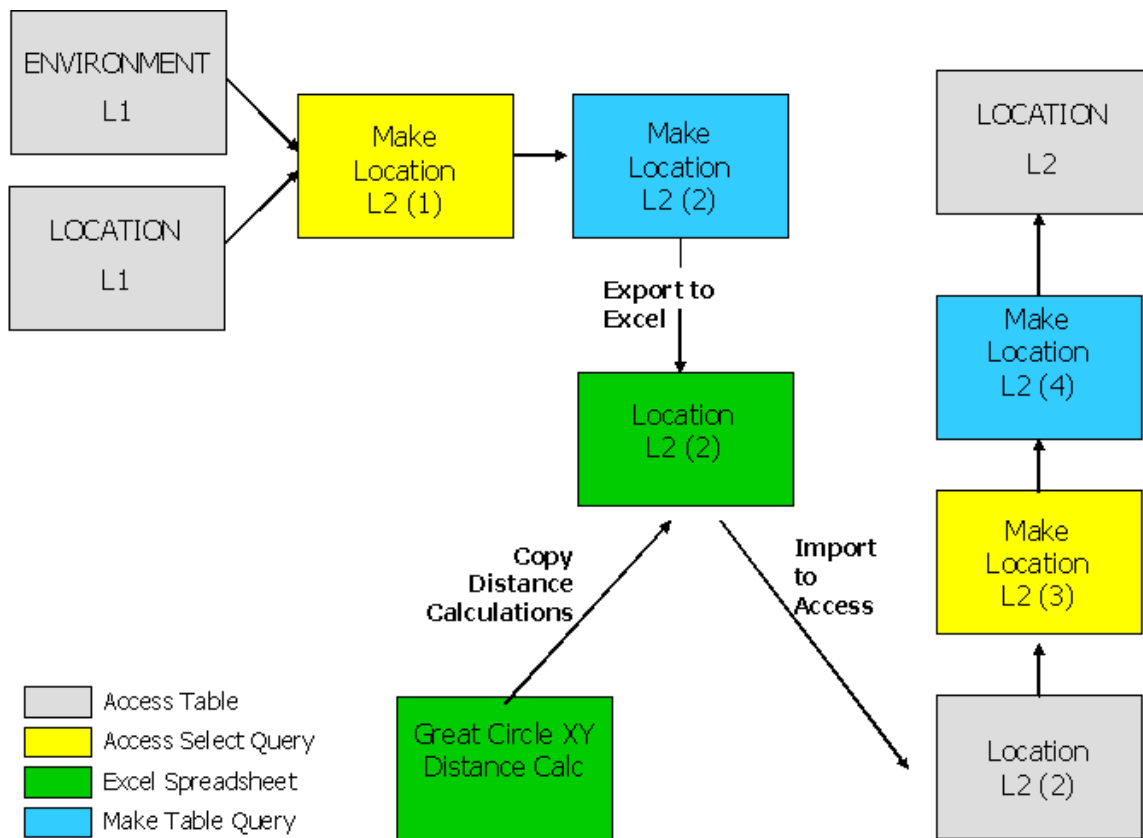 ENVIRONMENT
L1
LOCATION
L1
Make
Location
L2 (1)
Make
Location
L2 (2)
Export to
Excel
Location
L2 (2)
Copy
Distance
Calculations
Great Circle XY
Distance Calc
Import
to
Access
Location
L2 (2)
Make
Location
L2 (3)
Make
Location
L2 (4)
LOCATION
L2
Access Table
Access Select Query
Excel Spreadsheet
Make Table Query